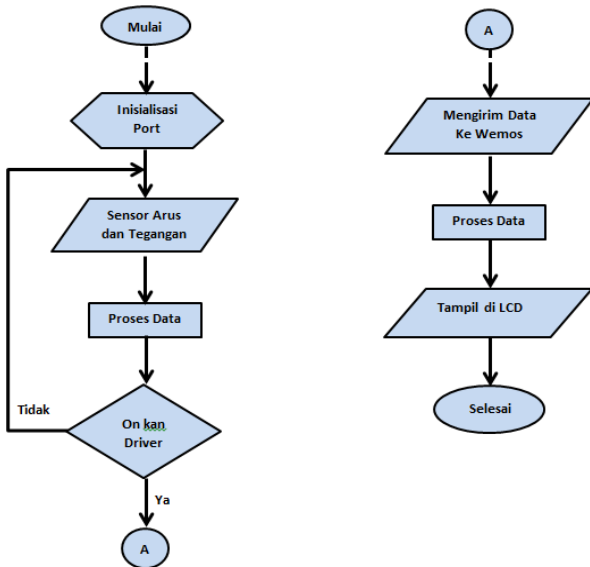 Mulai
Inisialisasi
Port
Sensor Arus
dan Tegangan
Proses Data
Tidak
On kan
Driver
Ya
A
A
Mengirim Data
Ke Wemos
Proses Data
Tampil di LCD
Selesai